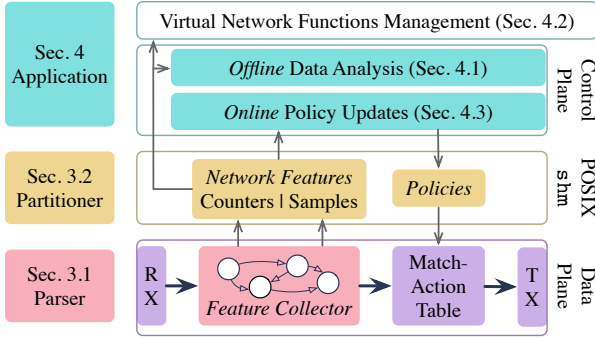 Virtual Network Functions Management (Sec. 4.2)
Sec. 4
Application
Offline Data Analysis (Sec. 4.1)
Online Policy Updates (Sec. 4.3)
Control
Plane
Sec. 3.2
Partitioner
Network Features
Counters | Samples
Policies
POSIX
shm
Sec. 3.1
Parser
R
X
Feature Collector
Match-
Action
Table
T
X
Data
Plane